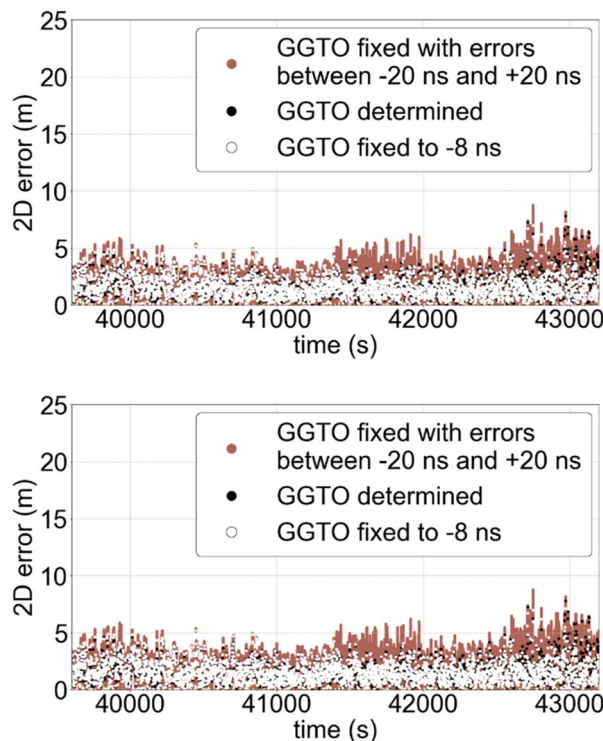 25
20
15
10
5
0
2D error (m)
GGTO fixed with errors
between -20 ns and +20 ns
GGTO determined
GGTO fixed to -8 ns
40000 41000 42000 43000
time (s)
25
20
15
10
5
0
2D error (m)
GGTO fixed with errors
between -20 ns and +20 ns
GGTO determined
GGTO fixed to -8 ns
40000 41000 42000 43000
time (s)